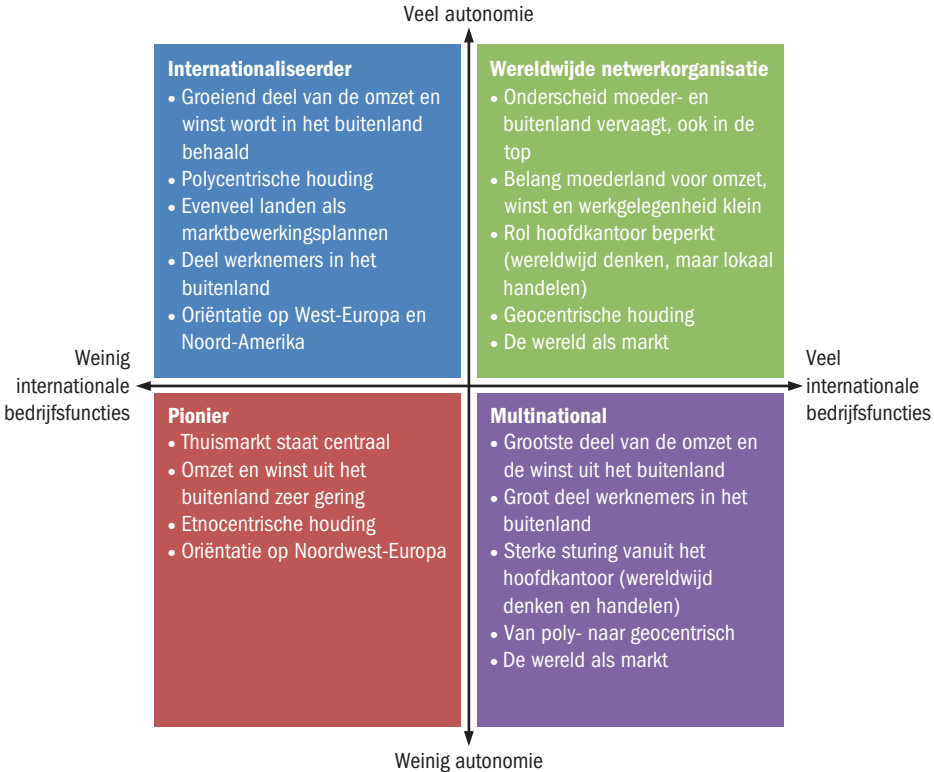 Veel autonomie
Internationaliseerder
• Groeiend deel van de omzet en
winst wordt in het buitenland
behaald
• Polycentrische houding
• Evenveel landen als
marktbewerkingsplannen
• Deel werknemers in het
buitenland
• Oriëntatie op West-Europa en
Noord-Amerika
Wereldwijde netwerkorganisatie
• Onderscheid moeder- en
buitenland vervaagt, ook in de
top
• Belang moederland voor omzet,
winst en werkgelegenheid klein
• Rol hoofdkantoor beperkt
(wereldwijd denken, maar lokaal
handelen)
• Geocentrische houding
• De wereld als markt
Weinig
internationale
bedrijfsfuncties
Veel
internationale
bedrijfsfuncties
Pionier
• Thuismarkt staat centraal
• Omzet en winst uit het
buitenland zeer gering
• Etnocentrische houding
• Oriëntatie op Noordwest-Europa
Multinational
• Grootste deel van de omzet en
de winst uit het buitenland
• Groot deel werknemers in het
buitenland
• Sterke sturing vanuit het
hoofdkantoor (wereldwijd
denken en handelen)
• Van poly- naar geocentrisch
• De wereld als markt
Weinig autonomie